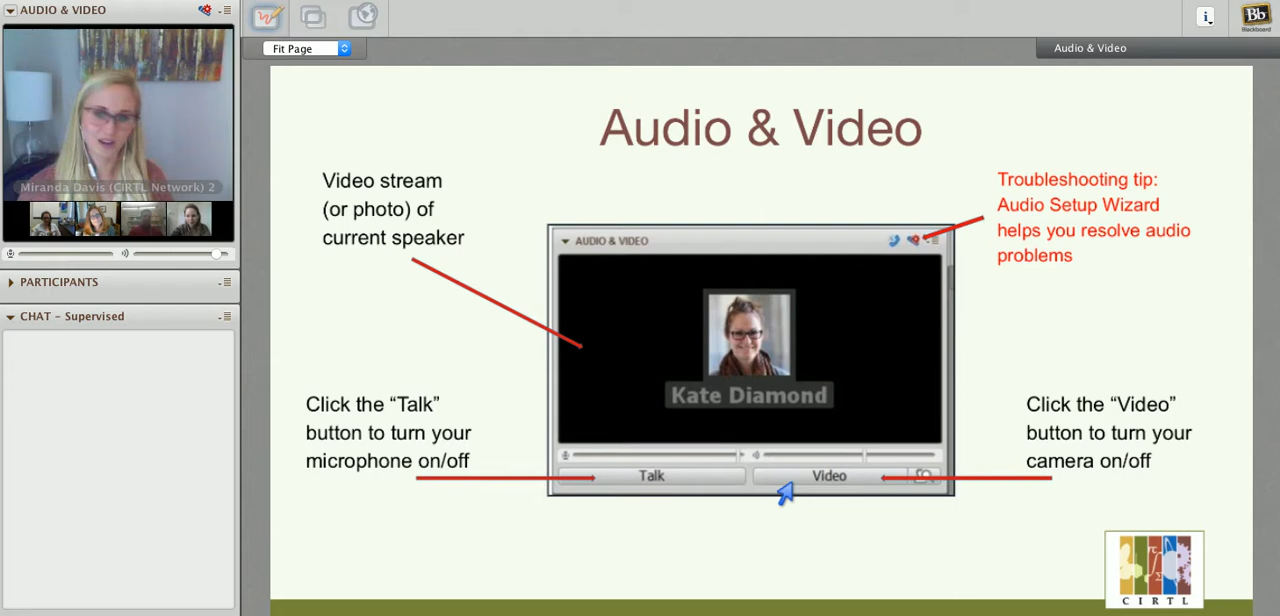 AUDIO & VIDEO
Miranda Davis (CIRTL Network) 2
PARTICIPANTS
CHAT - Supervised
Fit Page
i
Bb
Blackboard
Audio & Video
Audio & Video
Video stream
(or photo) of
current speaker
Troubleshooting tip:
Audio Setup Wizard
helps you resolve audio
problems
AUDIO & VIDEO
Kate Diamond
Click the “Talk”
button to turn your
microphone on/off
Talk
Video
Click the “Video”
button to turn your
camera on/off
CIRTL